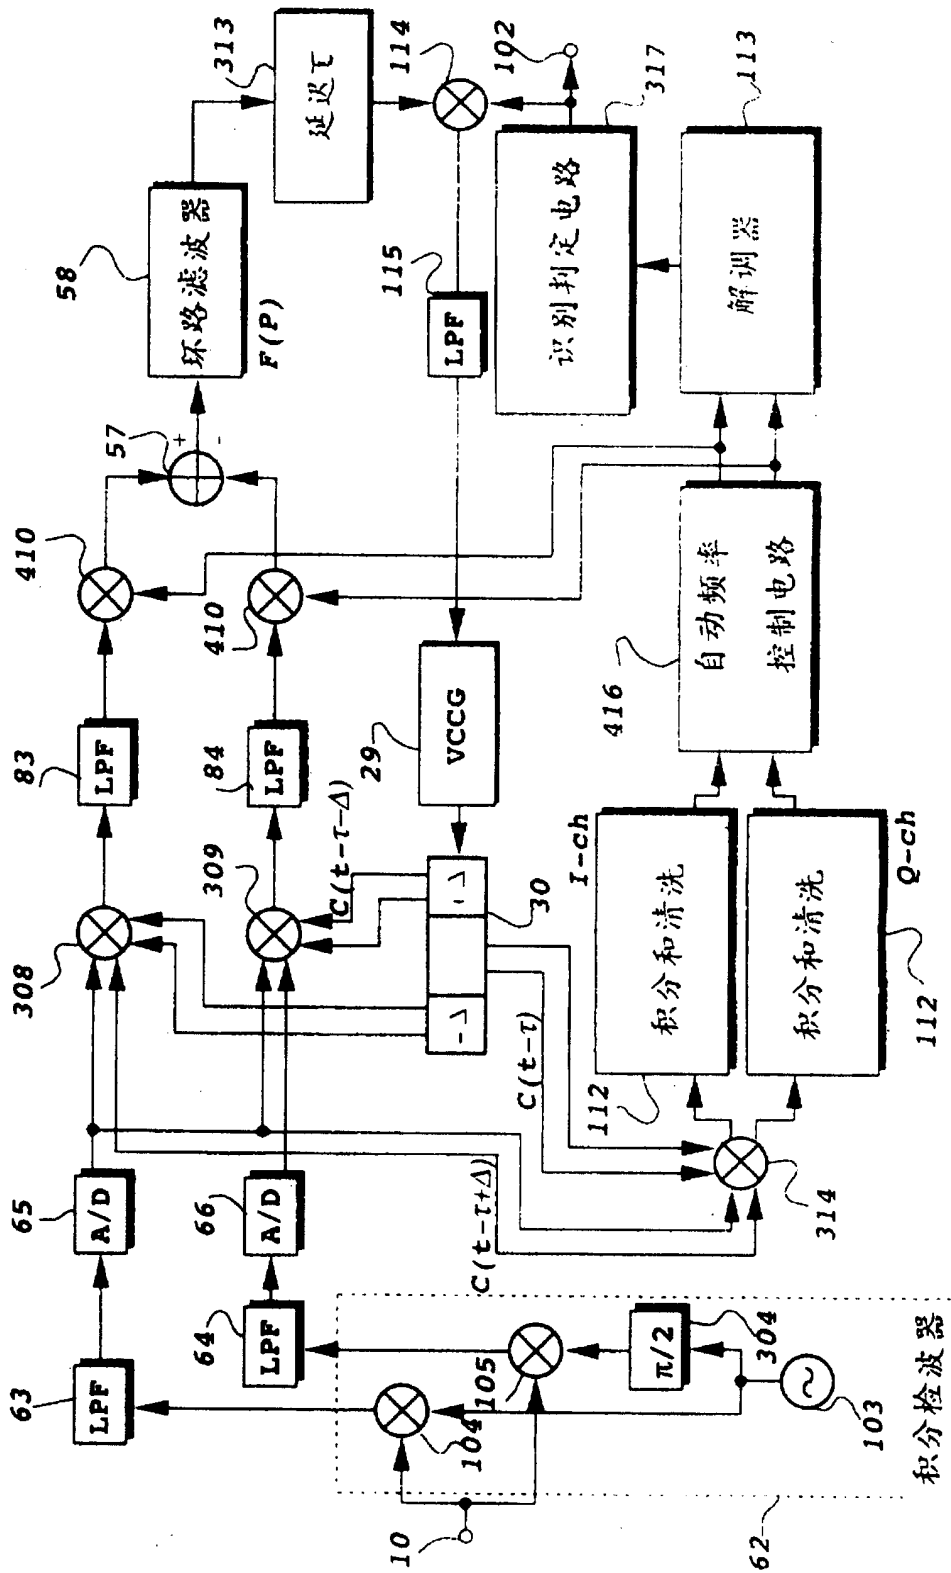 10
62
积分检波器
103
304
π/2
104
105
63
LPF
64
LPF
65
A/D
66
A/D
C(t-τ+Δ)
314
308
309
C(t-τ-Δ)
C(t-τ)
30
-△
-△
I-ch
积分和清洗
112
Q-ch
积分和清洗
112
83
LPF
84
LPF
29
VCCG
416
自动频率
控制电路
410
410
57
+
-
58
环路滤波器
F(P)
313
延迟τ
114
115
LPF
102
317
识别判定电路
113
解调器